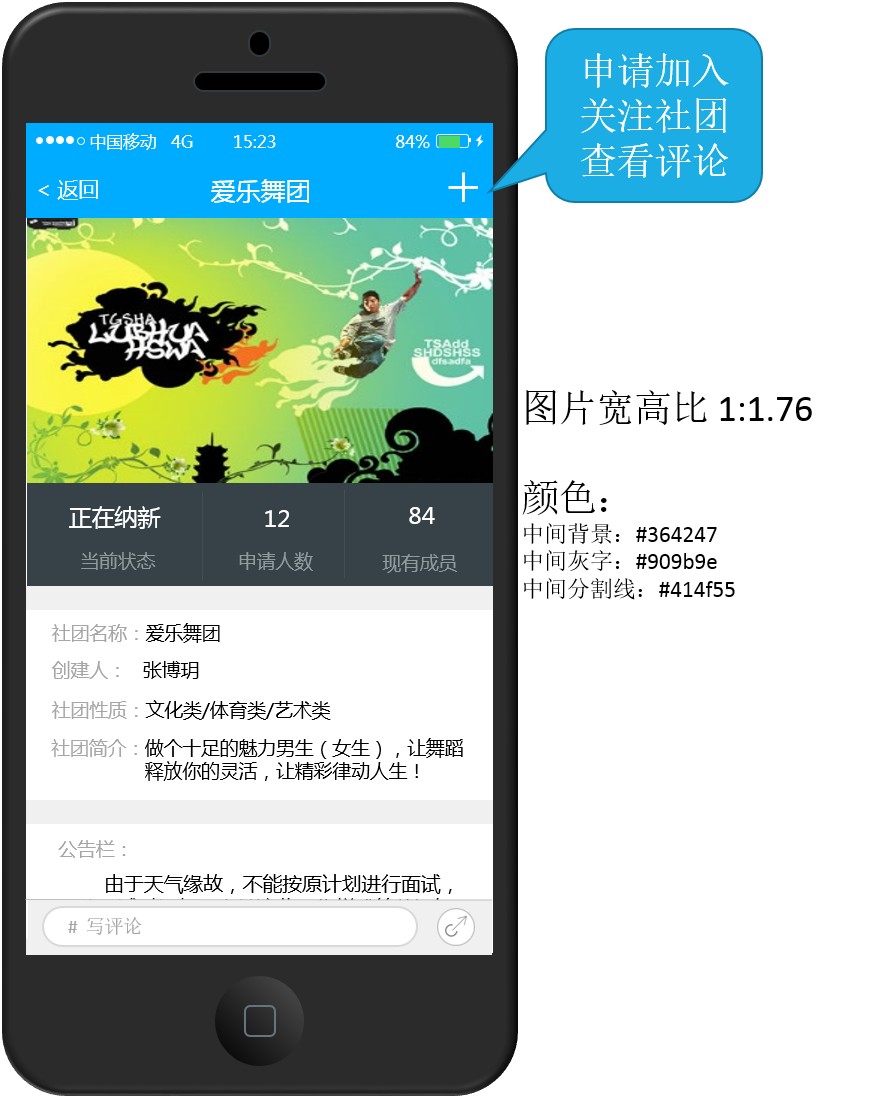 中国移动 4G 15:23 84%
< 返回 爱乐舞团 +
申请加入
关注社团
查看评论
TGSHA
LUBHUA
HSWA
TSAdd
SHDSHSS
dfsadfa
图片宽高比 1:1.76
颜色：
中间背景：#364247
中间灰字：#909b9e
中间分割线：#414f55
正在纳新 12 84
当前状态 申请人数 现有成员
社团名称：爱乐舞团
创建人： 张博玥
社团性质：文化类/体育类/艺术类
社团简介：做个十足的魅力男生（女生），让舞蹈
释放你的灵活，让精彩律动人生！
公告栏：
由于天气缘故，不能按原计划进行面试，
# 写评论